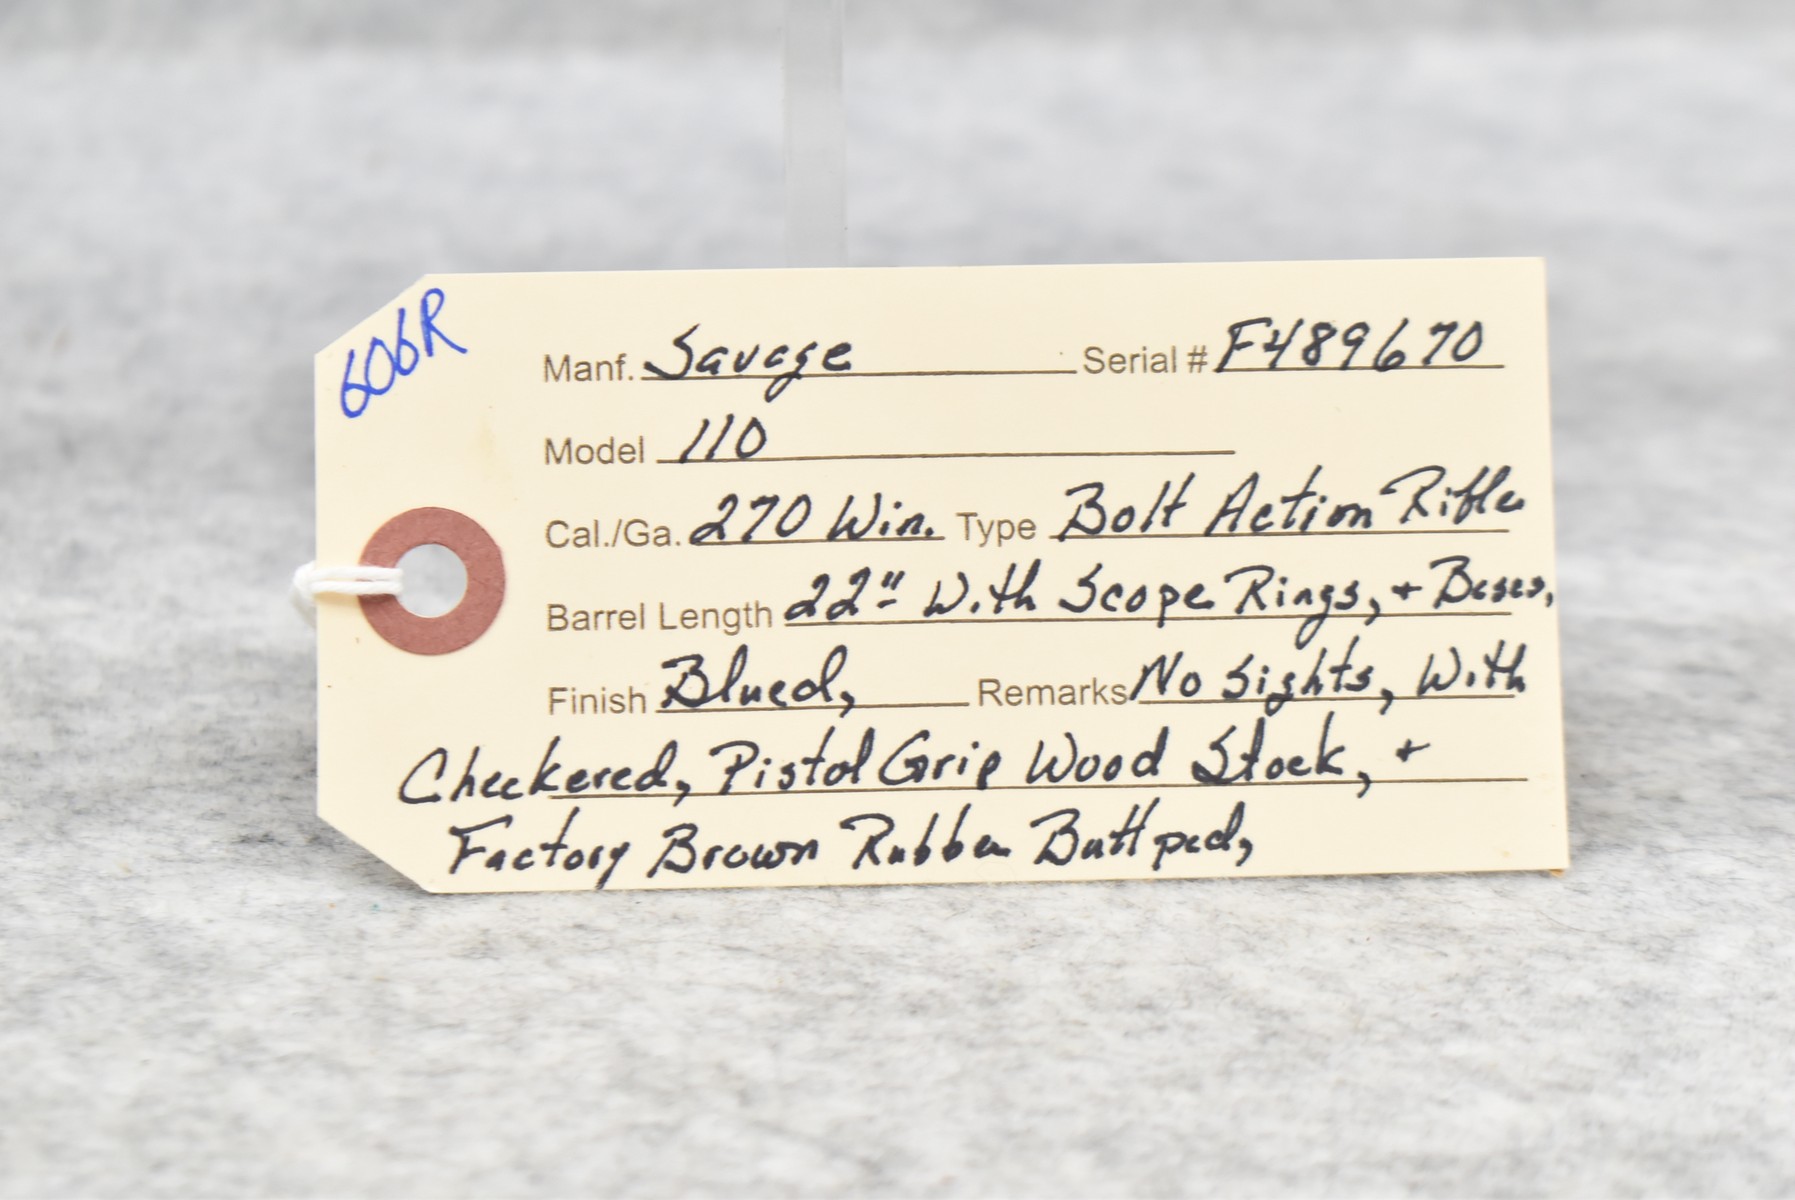 606R
Manf. Savage Serial # F489670
Model 110
Cal./Ga. 270 Win. Type Bolt Action Rifle
Barrel Length 22" With Scope Rings, + Bases,
Finish Blued, Remarks No Sights, With
Checkered, Pistol Grip Wood Stock, +
Factory Brown Rubber Buttpad,